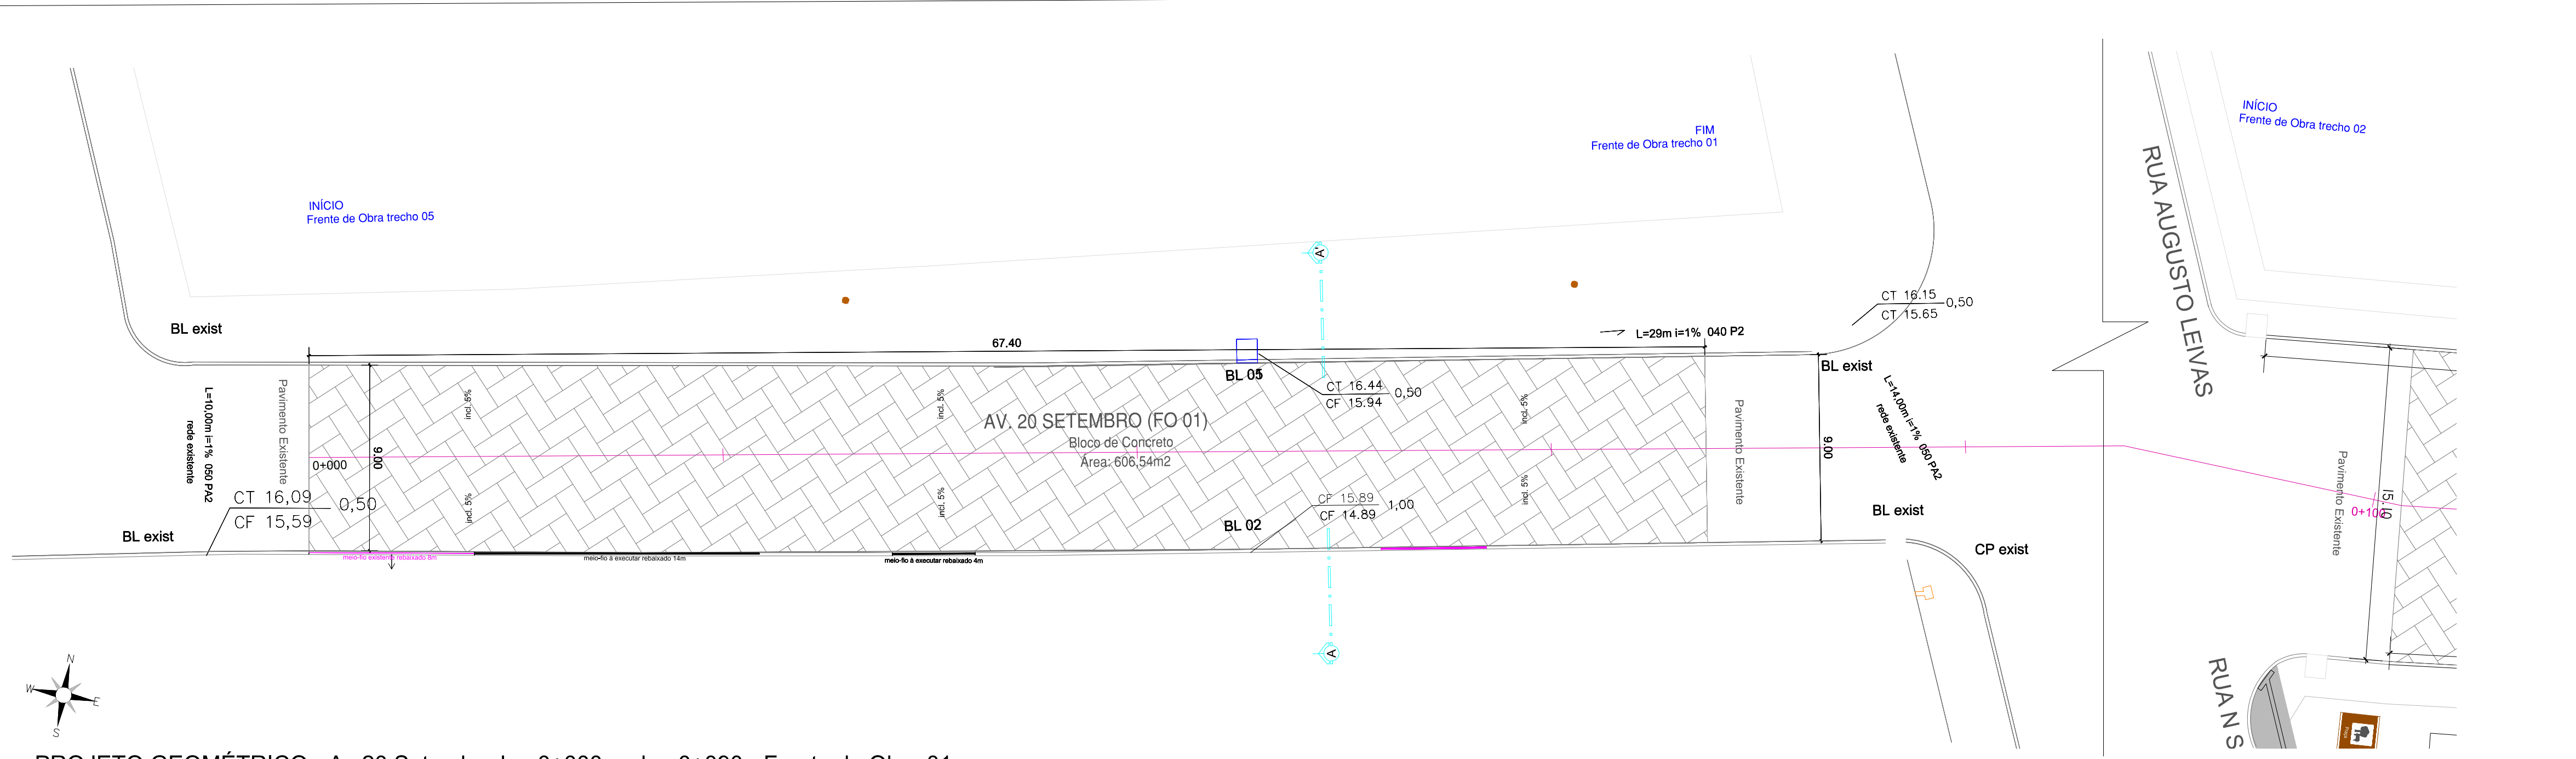 INÍCIO
Frente de Obra trecho 05
FIM
Frente de Obra trecho 01
INÍCIO
Frente de Obra trecho 02
RUA AUGUSTO LEIVAS
A'
BL exist
67.40
L=29m i=1% 040 P2
CT 16.15
CT 15.65
0,50
BL exist
L=10,00m i=1% 050 PA2
rede existente
Pavimento Existente
0+000
9.00
incl. 5%
incl. 5%
incl. 5%
incl. 5%
incl. 5%
incl. 5%
CT 16.44
CF 15.94
0,50
AV. 20 SETEMBRO (FO 01)
Bloco de Concreto
Área: 606,54m2
Pavimento Existente
9.00
L=14,00m i=1% 050 PA2
rede existente
CT 16,09
CF 15,59
0,50
BL exist
CF 15.89
CF 14.89
1,00
BL 02
BL exist
CP exist
meio-fio existente rebaixado 8m
meio-fio à executar rebaixado 14m
meio-fio à executar rebaixado 4m
A
Pavimento Existente
15.10
0+100
RUA N S
N
W
E
S